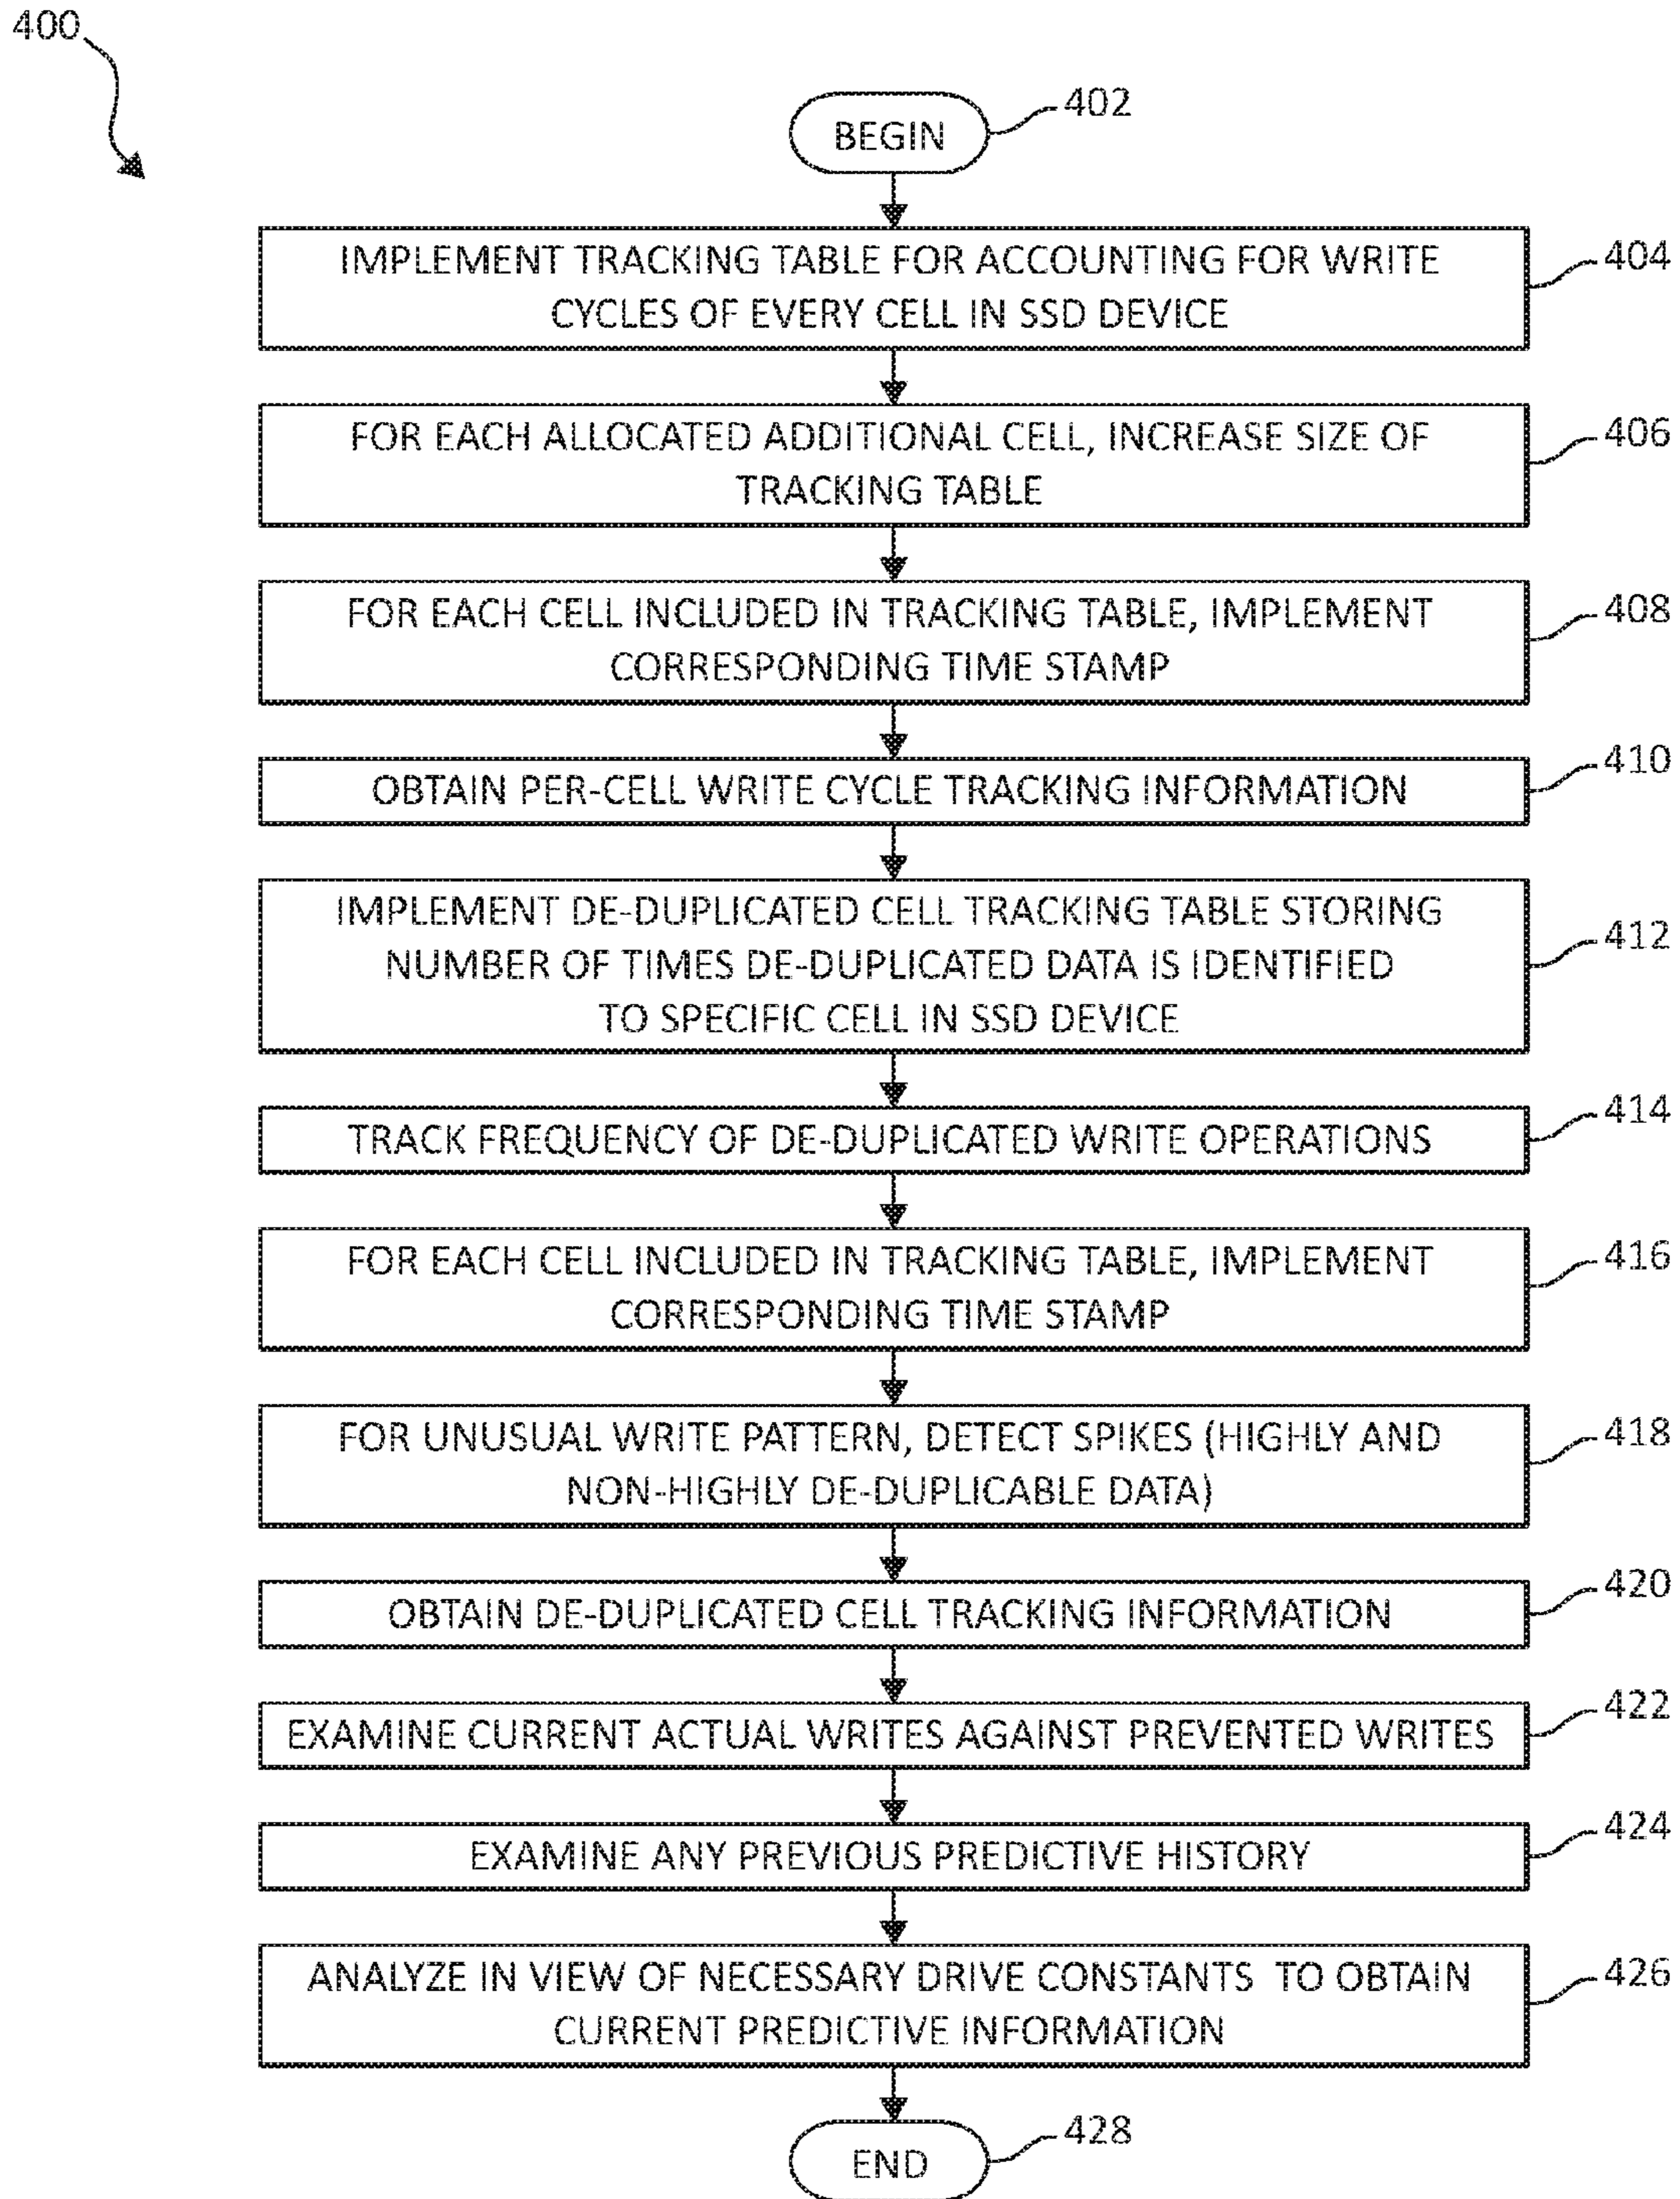 400
402
BEGIN
IMPLEMENT TRACKING TABLE FOR ACCOUNTING FOR WRITE
CYCLES OF EVERY CELL IN SSD DEVICE
404
FOR EACH ALLOCATED ADDITIONAL CELL, INCREASE SIZE OF
TRACKING TABLE
406
FOR EACH CELL INCLUDED IN TRACKING TABLE, IMPLEMENT
CORRESPONDING TIME STAMP
408
OBTAIN PER-CELL WRITE CYCLE TRACKING INFORMATION
410
IMPLEMENT DE-DUPLICATED CELL TRACKING TABLE STORING
NUMBER OF TIMES DE-DUPLICATED DATA IS IDENTIFIED
TO SPECIFIC CELL IN SSD DEVICE
412
TRACK FREQUENCY OF DE-DUPLICATED WRITE OPERATIONS
414
FOR EACH CELL INCLUDED IN TRACKING TABLE, IMPLEMENT
CORRESPONDING TIME STAMP
416
FOR UNUSUAL WRITE PATTERN, DETECT SPIKES (HIGHLY AND
NON-HIGHLY DE-DUPLICABLE DATA)
418
OBTAIN DE-DUPLICATED CELL TRACKING INFORMATION
420
EXAMINE CURRENT ACTUAL WRITES AGAINST PREVENTED WRITES
422
EXAMINE ANY PREVIOUS PREDICTIVE HISTORY
424
ANALYZE IN VIEW OF NECESSARY DRIVE CONSTANTS TO OBTAIN
CURRENT PREDICTIVE INFORMATION
426
END
428